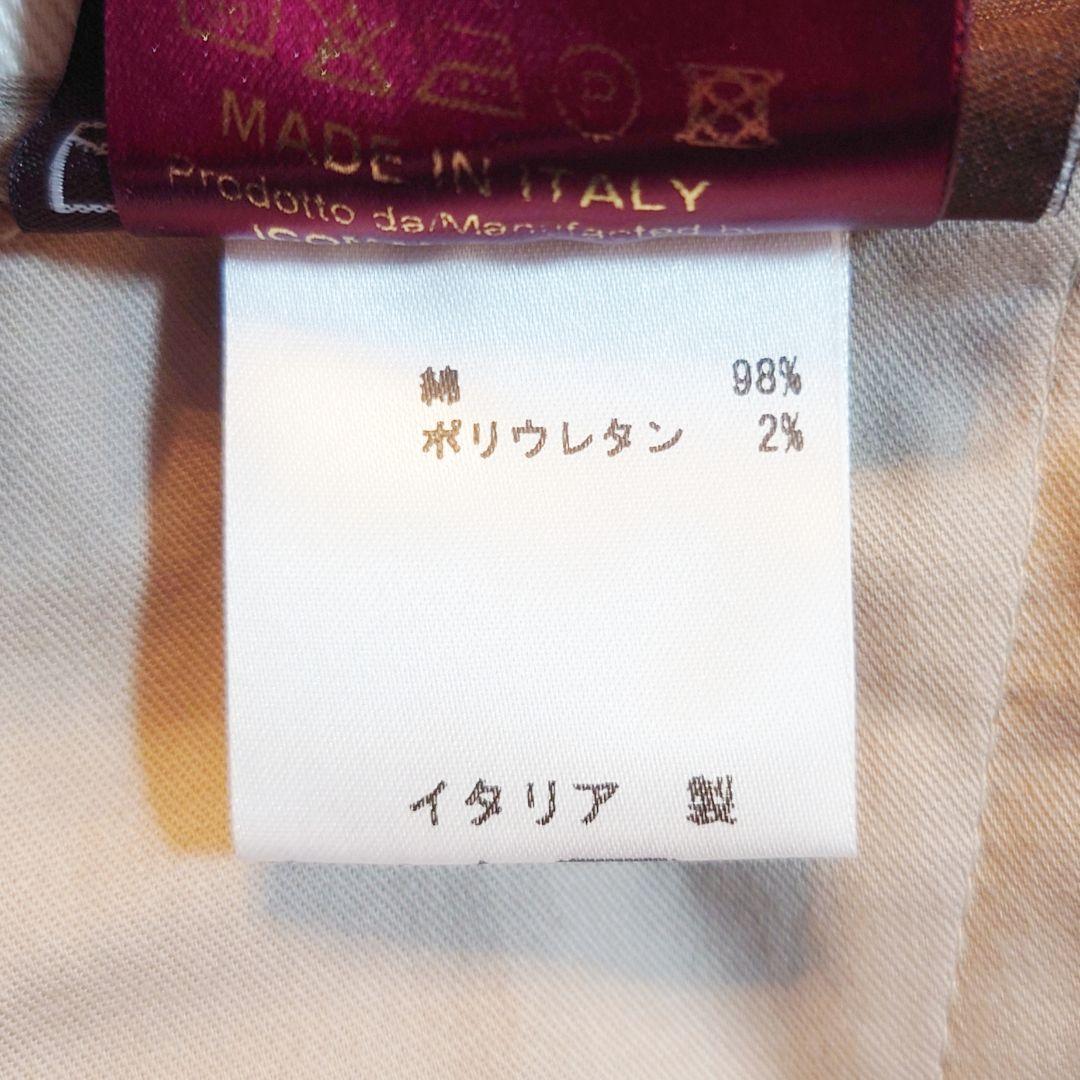 MADE IN ITALY
Prodotto da/Manufacted by
綿 98%
ポリウレタン 2%
イタリア 製